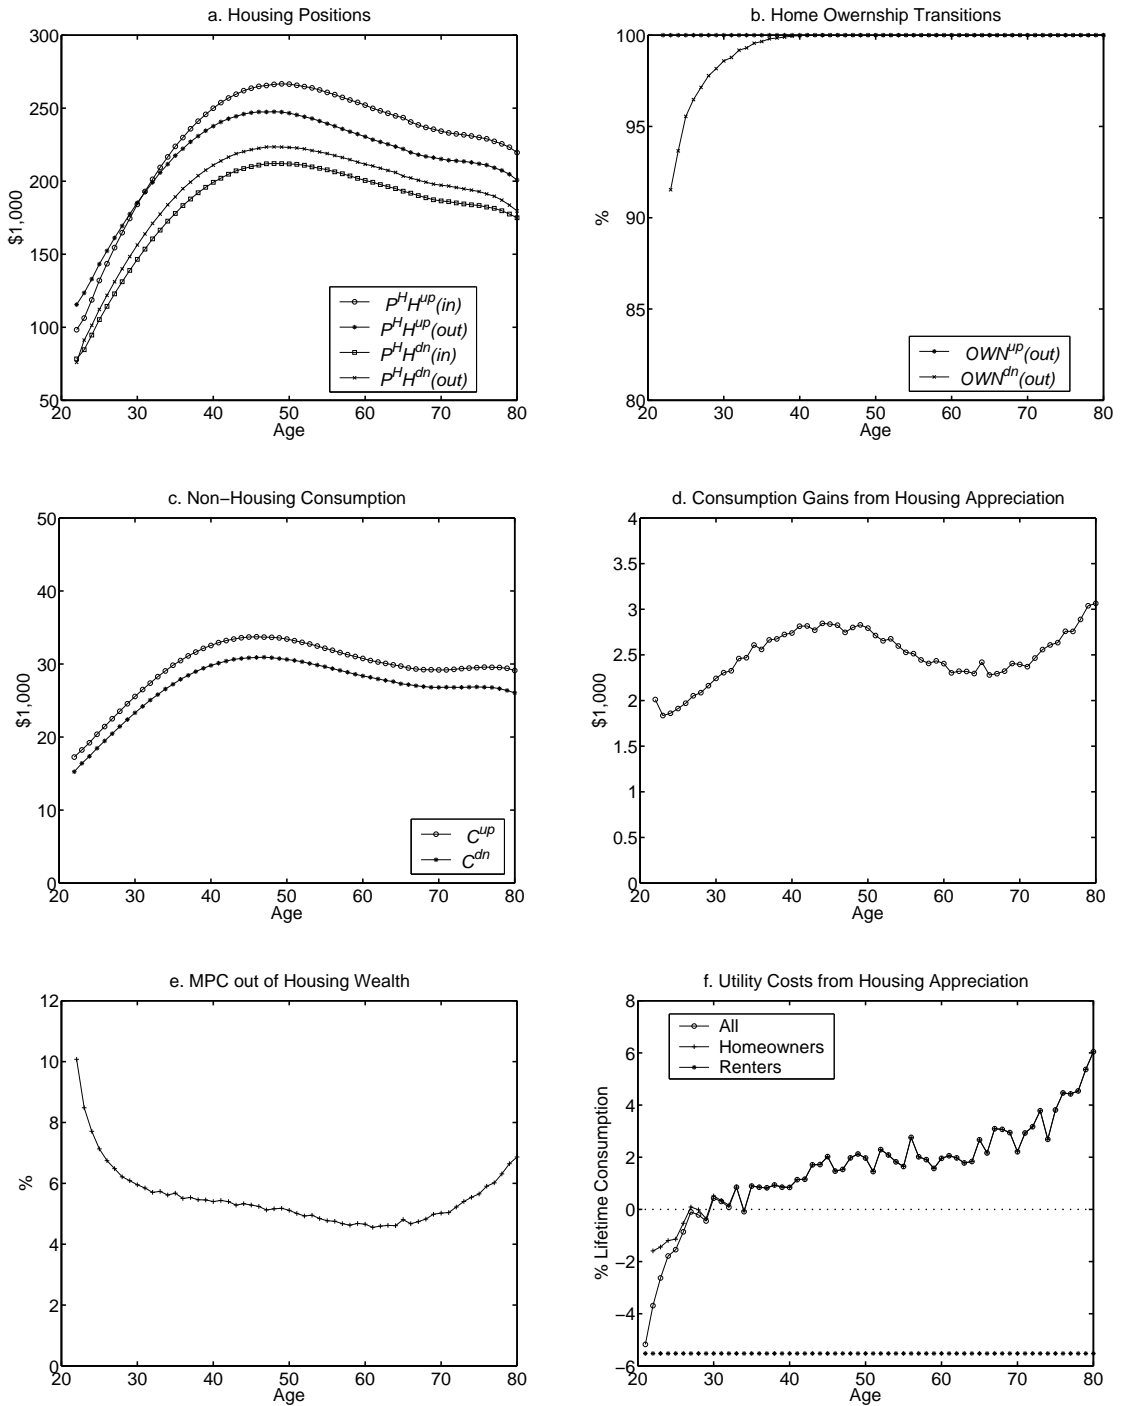 a. Housing Positions
300
250
200
150
100
50
$1,000
20 30 40 50 60 70 80
Age
P^H H^up(in)
P^H H^up(out)
P^H H^dn(in)
P^H H^dn(out)
b. Home Ownership Transitions
100
95
90
85
80
%
20 30 40 50 60 70 80
Age
OWN^up(out)
OWN^dn(out)
c. Non−Housing Consumption
50
40
30
20
10
0
$1,000
20 30 40 50 60 70 80
Age
C^up
C^dn
d. Consumption Gains from Housing Appreciation
4
3.5
3
2.5
2
1.5
1
0.5
0
$1,000
20 30 40 50 60 70 80
Age
e. MPC out of Housing Wealth
12
10
8
6
4
2
0
%
20 30 40 50 60 70 80
Age
f. Utility Costs from Housing Appreciation
8
6
4
2
0
−2
−4
−6
% Lifetime Consumption
20 30 40 50 60 70 80
Age
All
Homeowners
Renters